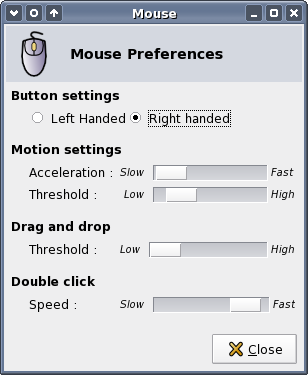 Mouse
Mouse Preferences
Button settings
Left Handed Right handed
Motion settings
Acceleration : Slow Fast
Threshold : Low High
Drag and drop
Threshold : Low High
Double click
Speed : Slow Fast
Close